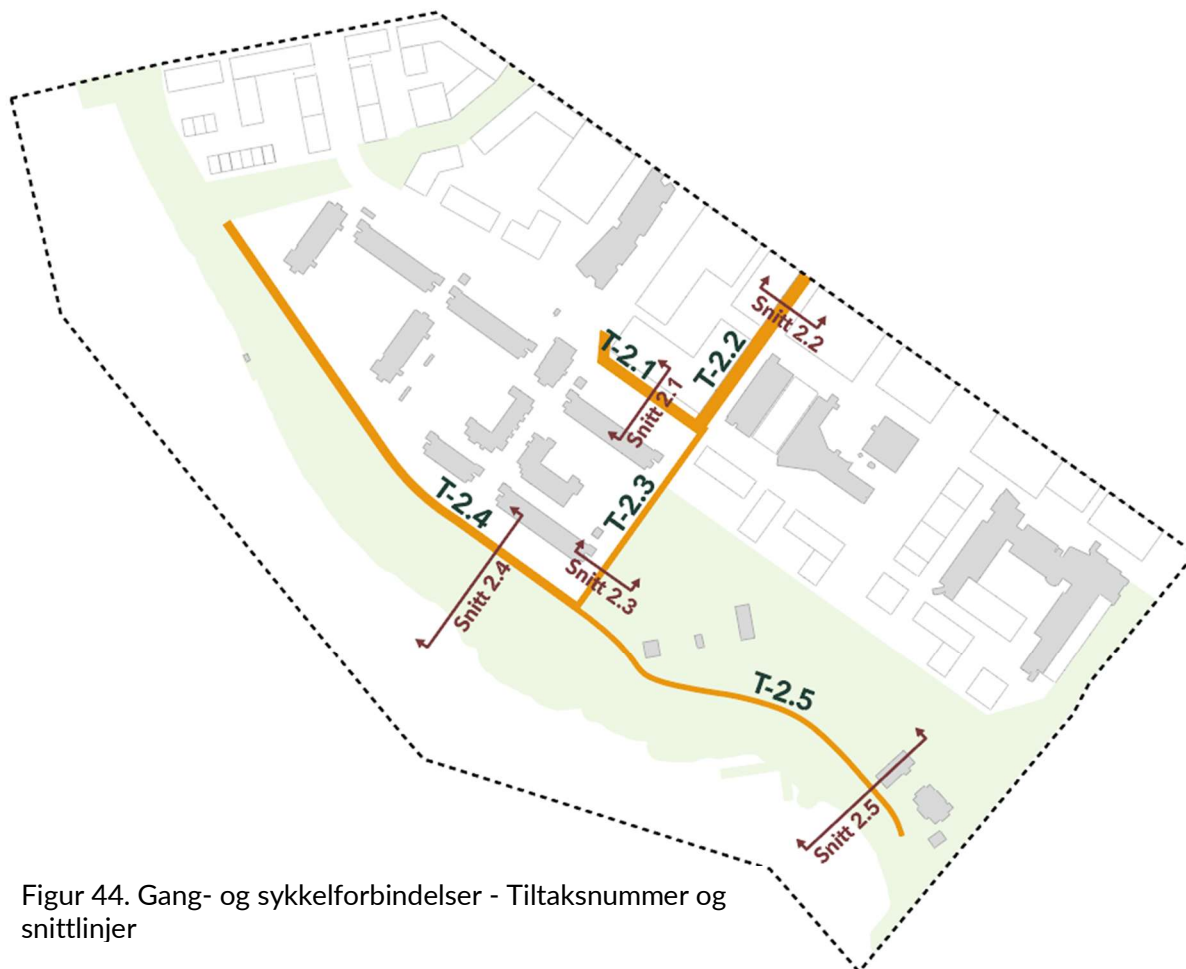 Snitt 2.2
T-2.1
T-2.2
Snitt 2.1
T-2.3
T-2.4
Snitt 2.4
Snitt 2.3
T-2.5
Snitt 2.5
Figur 44. Gang- og sykkelforbindelser - Tiltaksnummer og
snittlinjer